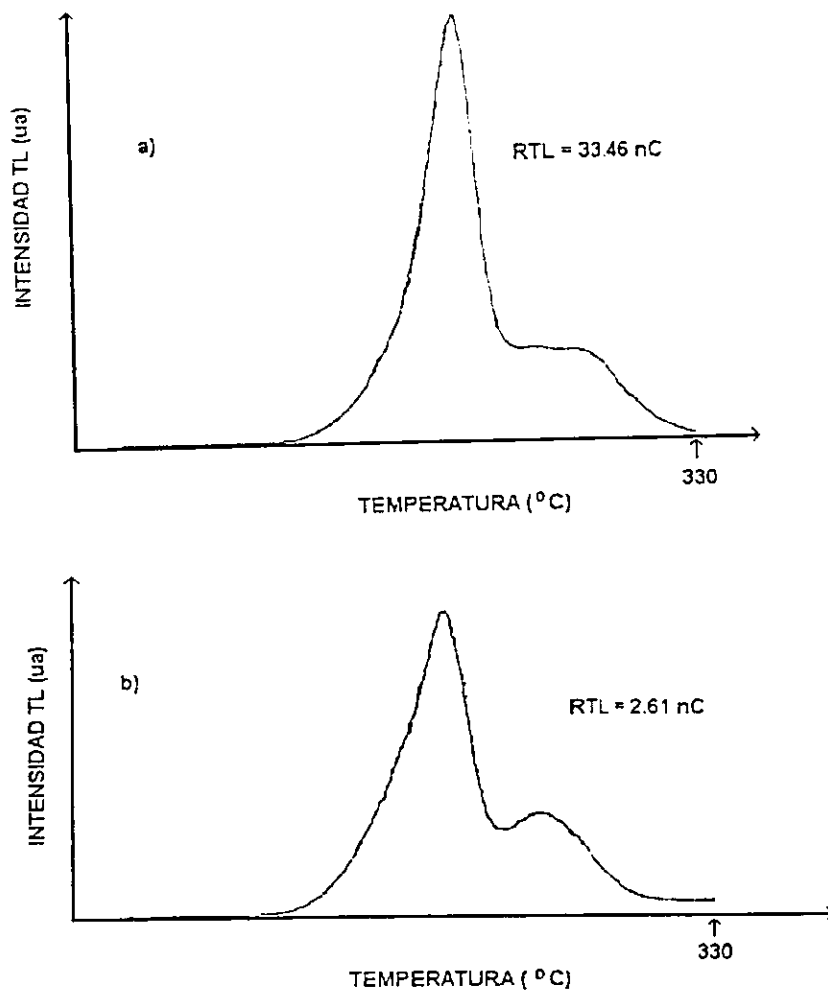 INTENSIDAD TL (ua)
a)
RTL = 33.46 nC
330
TEMPERATURA (°C)
INTENSIDAD TL (ua)
b)
RTL = 2.61 nC
330
TEMPERATURA (°C)